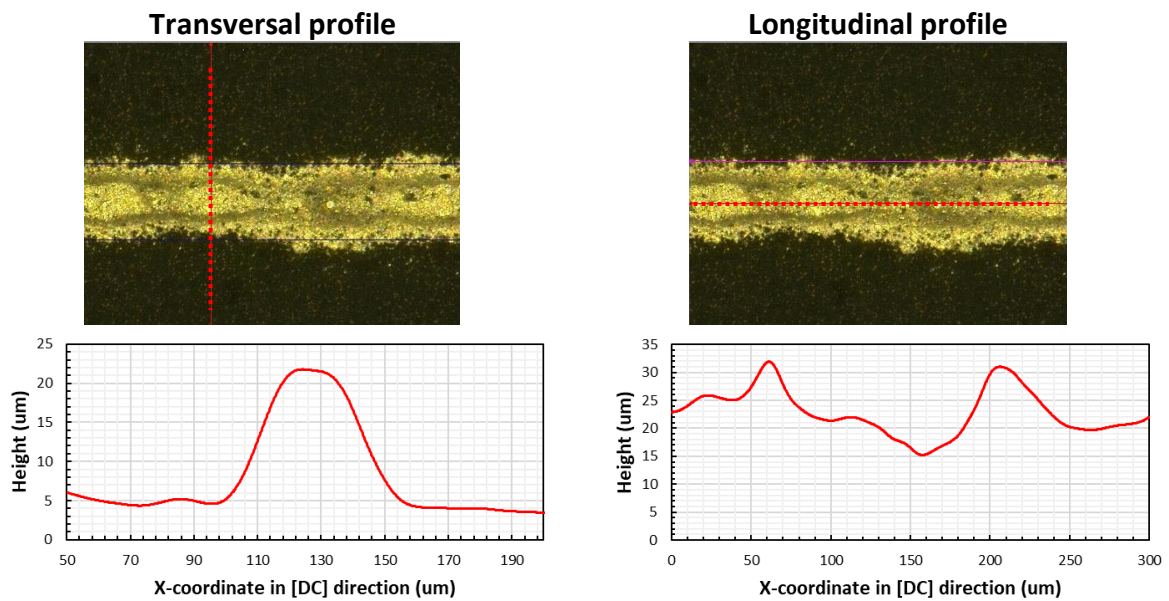 Transversal profile
Longitudinal profile
25
20
15
10
5
0
Height (um)
50 70 90 110 130 150 170 190
X-coordinate in [DC] direction (um)
35
30
25
20
15
10
5
0
Height (um)
0 50 100 150 200 250 300
X-coordinate in [DC] direction (um)